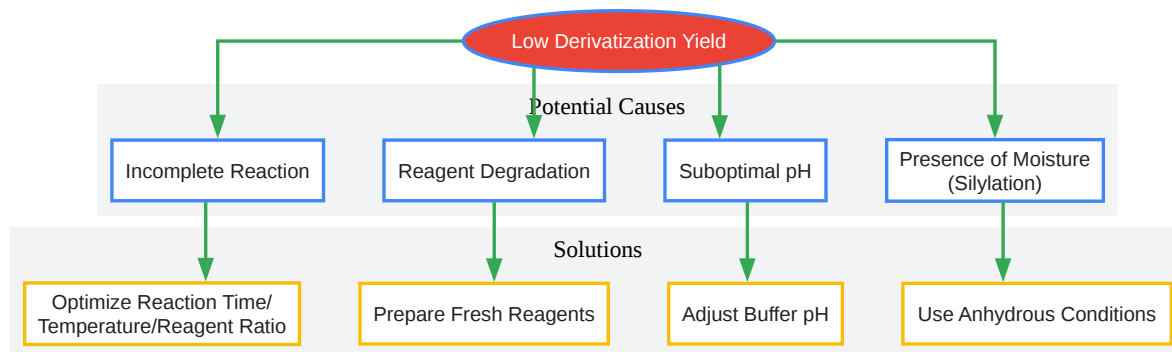 Low Derivatization Yield
Potential Causes
Incomplete Reaction
Reagent Degradation
Suboptimal pH
Presence of Moisture
(Silylation)
Solutions
Optimize Reaction Time/
Temperature/Reagent Ratio
Prepare Fresh Reagents
Adjust Buffer pH
Use Anhydrous Conditions